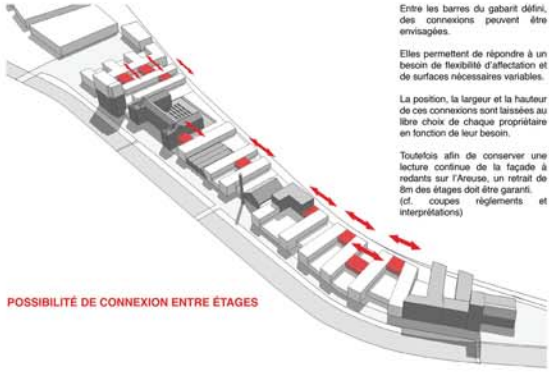 Entre les barres du gabarit défini,
des connexions peuvent être
envisagées.
Elles permettent de répondre à un
besoin de flexibilité d'affectation et
de surfaces nécessaires variables.
La position, la largeur et la hauteur
de ces connexions sont laissées au
libre choix de chaque propriétaire
en fonction de leur besoin.
Toutefois afin de conserver une
lecture continue de la façade à
redants sur l'Areuse, un retrait de
8m des étages doit être garanti.
(cf. coupes règlements et
interprétations)
POSSIBILITÉ DE CONNEXION ENTRE ÉTAGES